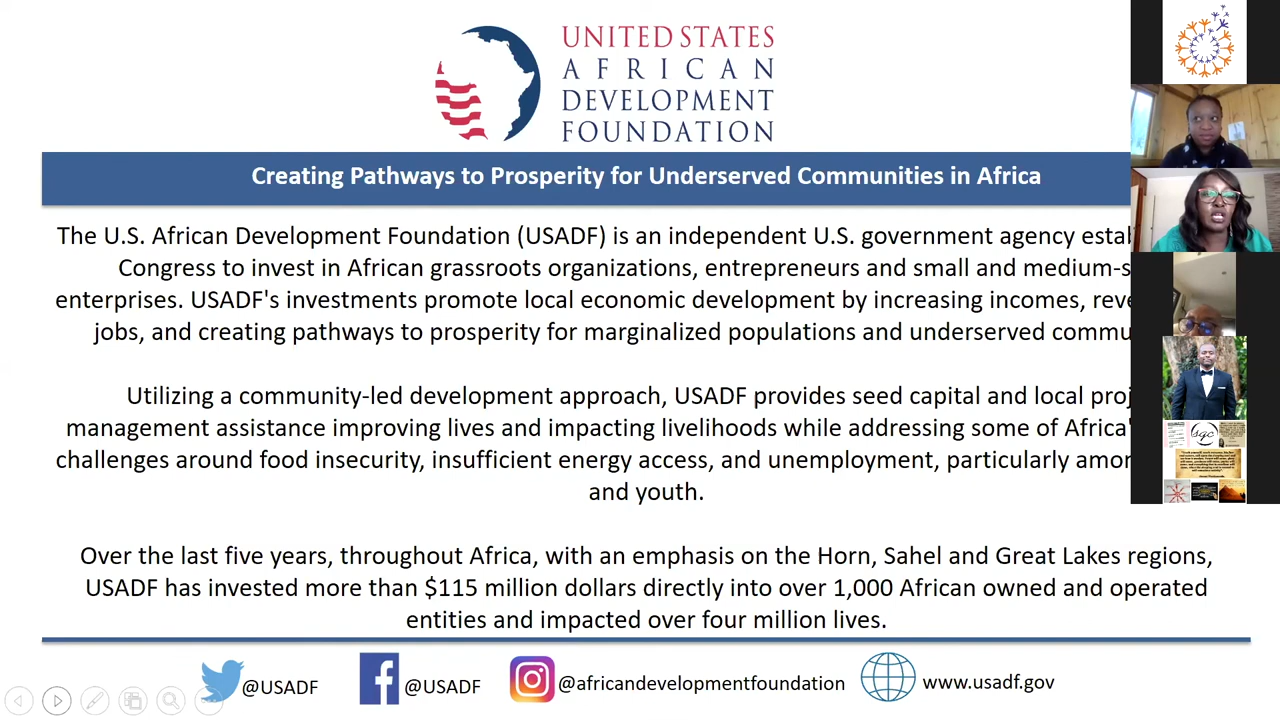 UNITED STATES
AFRICAN
DEVELOPMENT
FOUNDATION
Creating Pathways to Prosperity for Underserved Communities in Africa
The U.S. African Development Foundation (USADF) is an independent U.S. government agency
Congress to invest in African grassroots organizations, entrepreneurs and small and
enterprises. USADF's investments promote local economic development by increasing incomes,
jobs, and creating pathways to prosperity for marginalized populations and underserved
Utilizing a community-led development approach, USADF provides seed capital and local
management assistance improving lives and impacting livelihoods while addressing some of
challenges around food insecurity, insufficient energy access, and unemployment, particularly
and youth.
Over the last five years, throughout Africa, with an emphasis on the Horn, Sahel and Great Lakes regions,
USADF has invested more than $115 million dollars directly into over 1,000 African owned and operated
entities and impacted over four million lives.
@USADF
@USADF
@africandevelopmentfoundation
www.usadf.gov
sgc